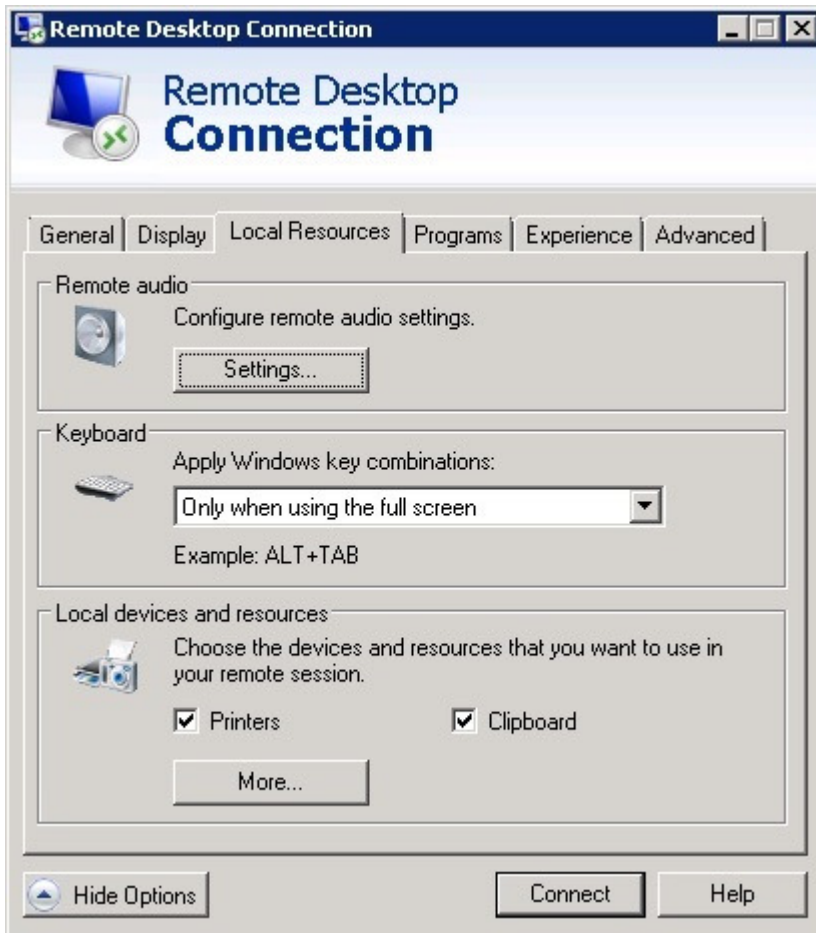 Remote Desktop Connection
Remote Desktop
Connection
General Display Local Resources Programs Experience Advanced
Remote audio
Configure remote audio settings.
Settings...
Keyboard
Apply Windows key combinations:
Only when using the full screen
Example: ALT+TAB
Local devices and resources
Choose the devices and resources that you want to use in
your remote session.
Printers Clipboard
More...
Hide Options Connect Help